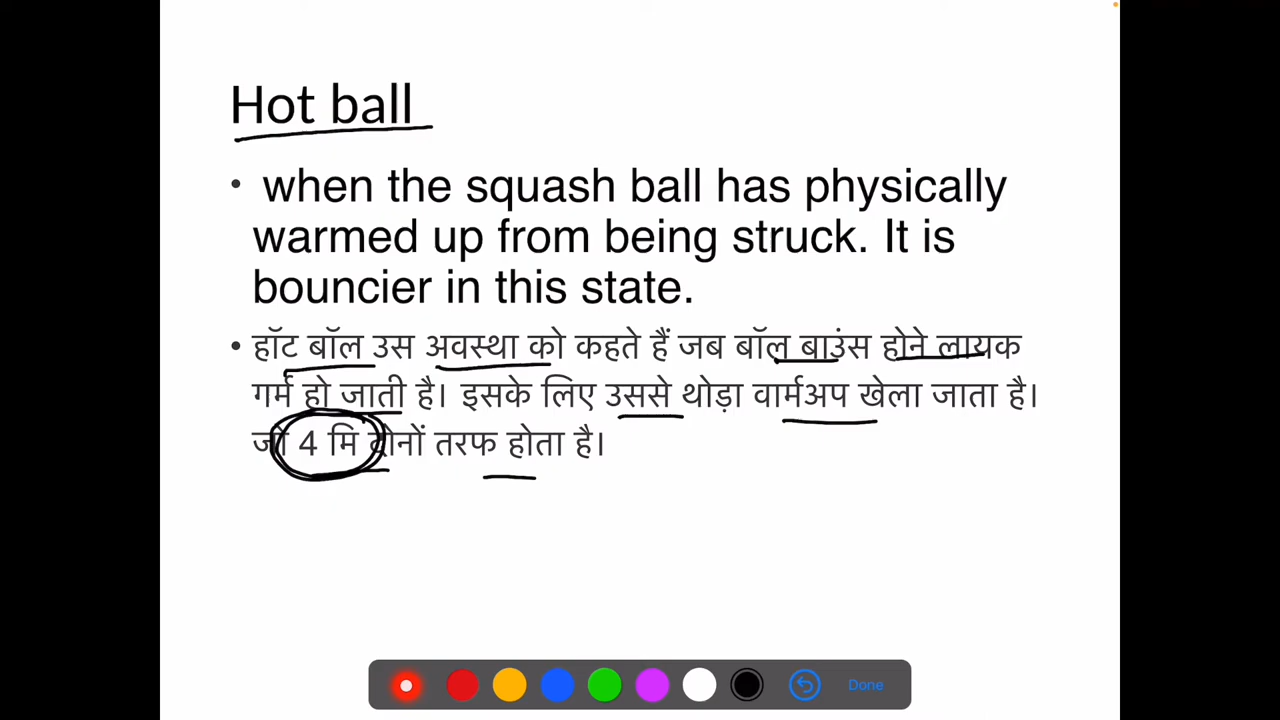 Hot ball
• when the squash ball has physically
warmed up from being struck. It is
bouncier in this state.
• हॉट बॉल उस अवस्था को कहते हैं जब बॉल बाउंस होने लायक
गर्म हो जाती है। इसके लिए उससे थोड़ा वार्मअप खेला जाता है।
जो 4 मि दोनों तरफ होता है।
Done